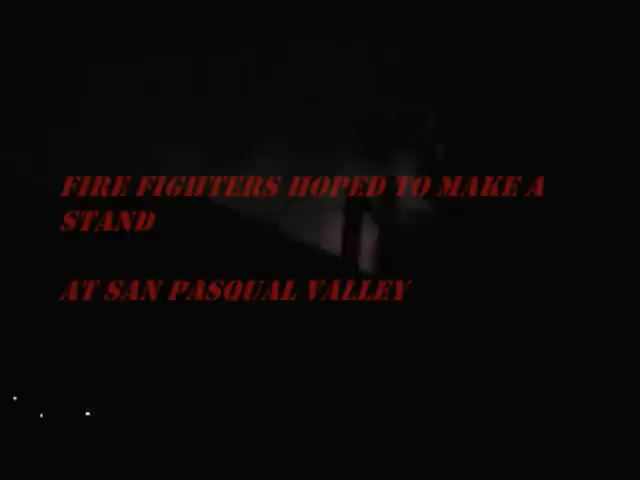 FIRE FIGHTERS HOPED TO MAKE A
STAND
AT SAN PASQUAL VALLEY